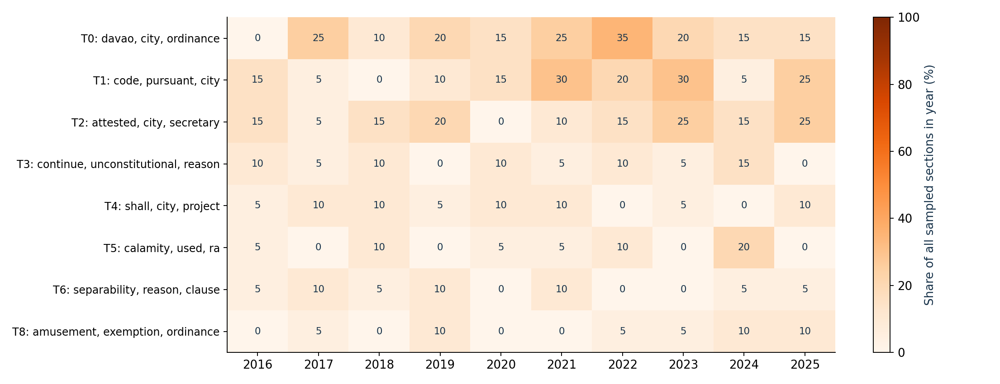 T0: davao, city, ordinance 0 25 10 20 15 25 35 20 15 15
T1: code, pursuant, city 15 5 0 10 15 30 20 30 5 25
T2: attested, city, secretary 15 5 15 20 0 10 15 25 15 25
T3: continue, unconstitutional, reason 10 5 10 0 10 5 10 5 15 0
T4: shall, city, project 5 10 10 5 10 10 0 5 0 10
T5: calamity, used, ra 5 0 10 0 5 5 10 0 20 0
T6: separability, reason, clause 5 10 5 10 0 10 0 0 5 5
T8: amusement, exemption, ordinance 0 5 0 10 0 0 5 5 10 10
2016 2017 2018 2019 2020 2021 2022 2023 2024 2025
100
80
60
40
20
0
Share of all sampled sections in year (%)